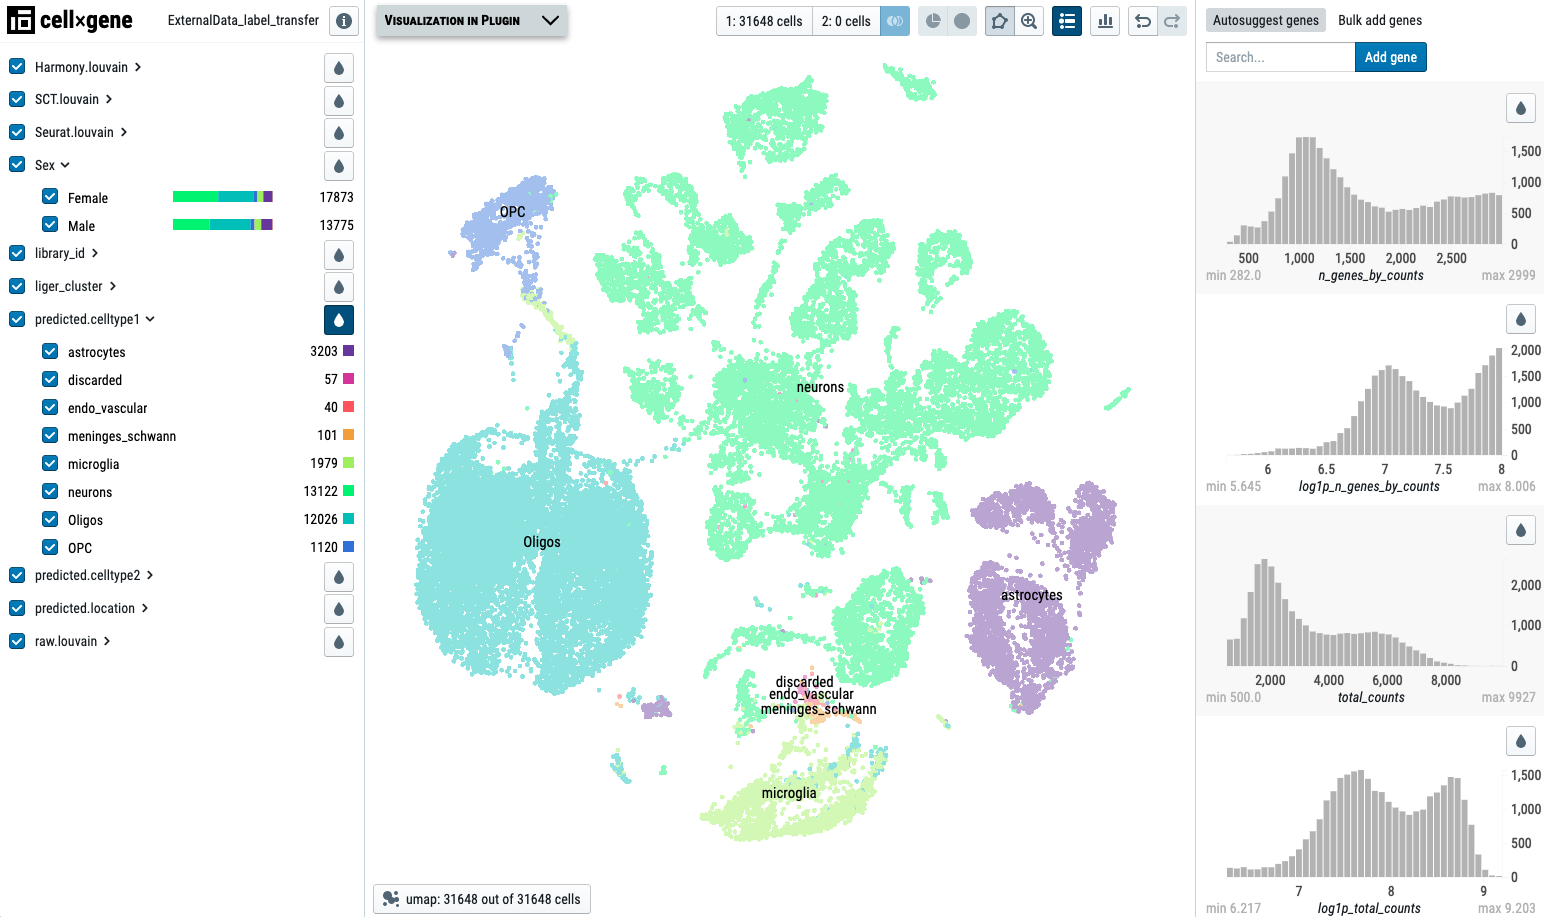 cell×gene
ExternalData_label_transfer
Harmony.louvain
SCT.louvain
Seurat.louvain
Sex
Female 17873
Male 13775
library_id
liger_cluster
predicted.celltype1
astrocytes 3203
discarded 57
endo_vascular 40
meninges_schwann 101
microglia 1979
neurons 13122
Oligos 12026
OPC 1120
predicted.celltype2
predicted.location
raw.louvain
Visualization in Plugin
1: 31648 cells 2: 0 cells
OPC
neurons
Oligos
astrocytes
discarded
endo_vascular
meninges_schwann
microglia
umap: 31648 out of 31648 cells
Autosuggest genes Bulk add genes
Search... Add gene
1,500
1,000
500
0
500 1,000 1,500 2,000 2,500
min 282.0 n_genes_by_counts max 2999
2,000
1,500
1,000
500
0
6 6.5 7 7.5 8
min 5.645 log1p_n_genes_by_counts max 8.006
2,000
1,000
0
2,000 4,000 6,000 8,000
min 500.0 total_counts max 9927
1,500
1,000
500
0
7 8 9
min 6.217 log1p_total_counts max 9.203